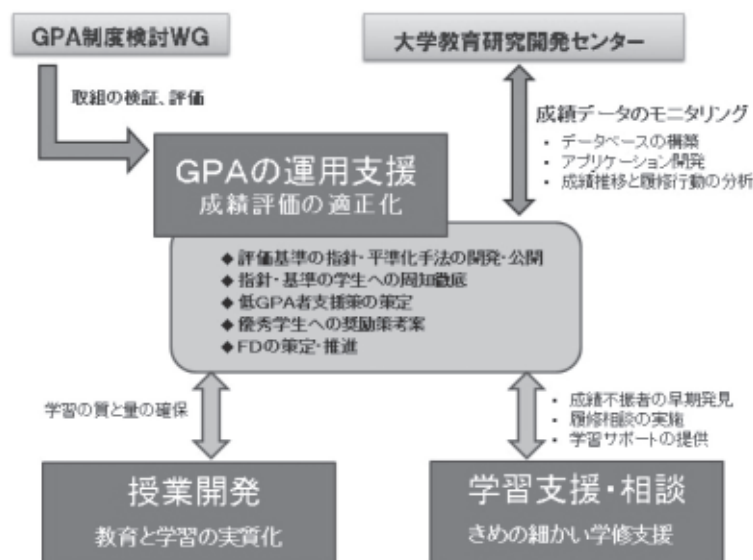 GPA制度検討WG
大学教育研究開発センター
取組の検証、評価
成績データのモニタリング
・ データベースの構築
・ アプリケーション開発
・ 成績推移と履修行動の分析
GPAの運用支援
成績評価の適正化
◆評価基準の指針・平準化手法の開発・公開
◆指針・基準の学生への周知徹底
◆低GPA者支援策の策定
◆優秀学生への奨励策考案
◆FDの策定・推進
学習の質と量の確保
・ 成績不振者の早期発見
・ 履修相談の実施
・ 学習サポートの提供
授業開発
教育と学習の実質化
学習支援・相談
きめの細かい学修支援